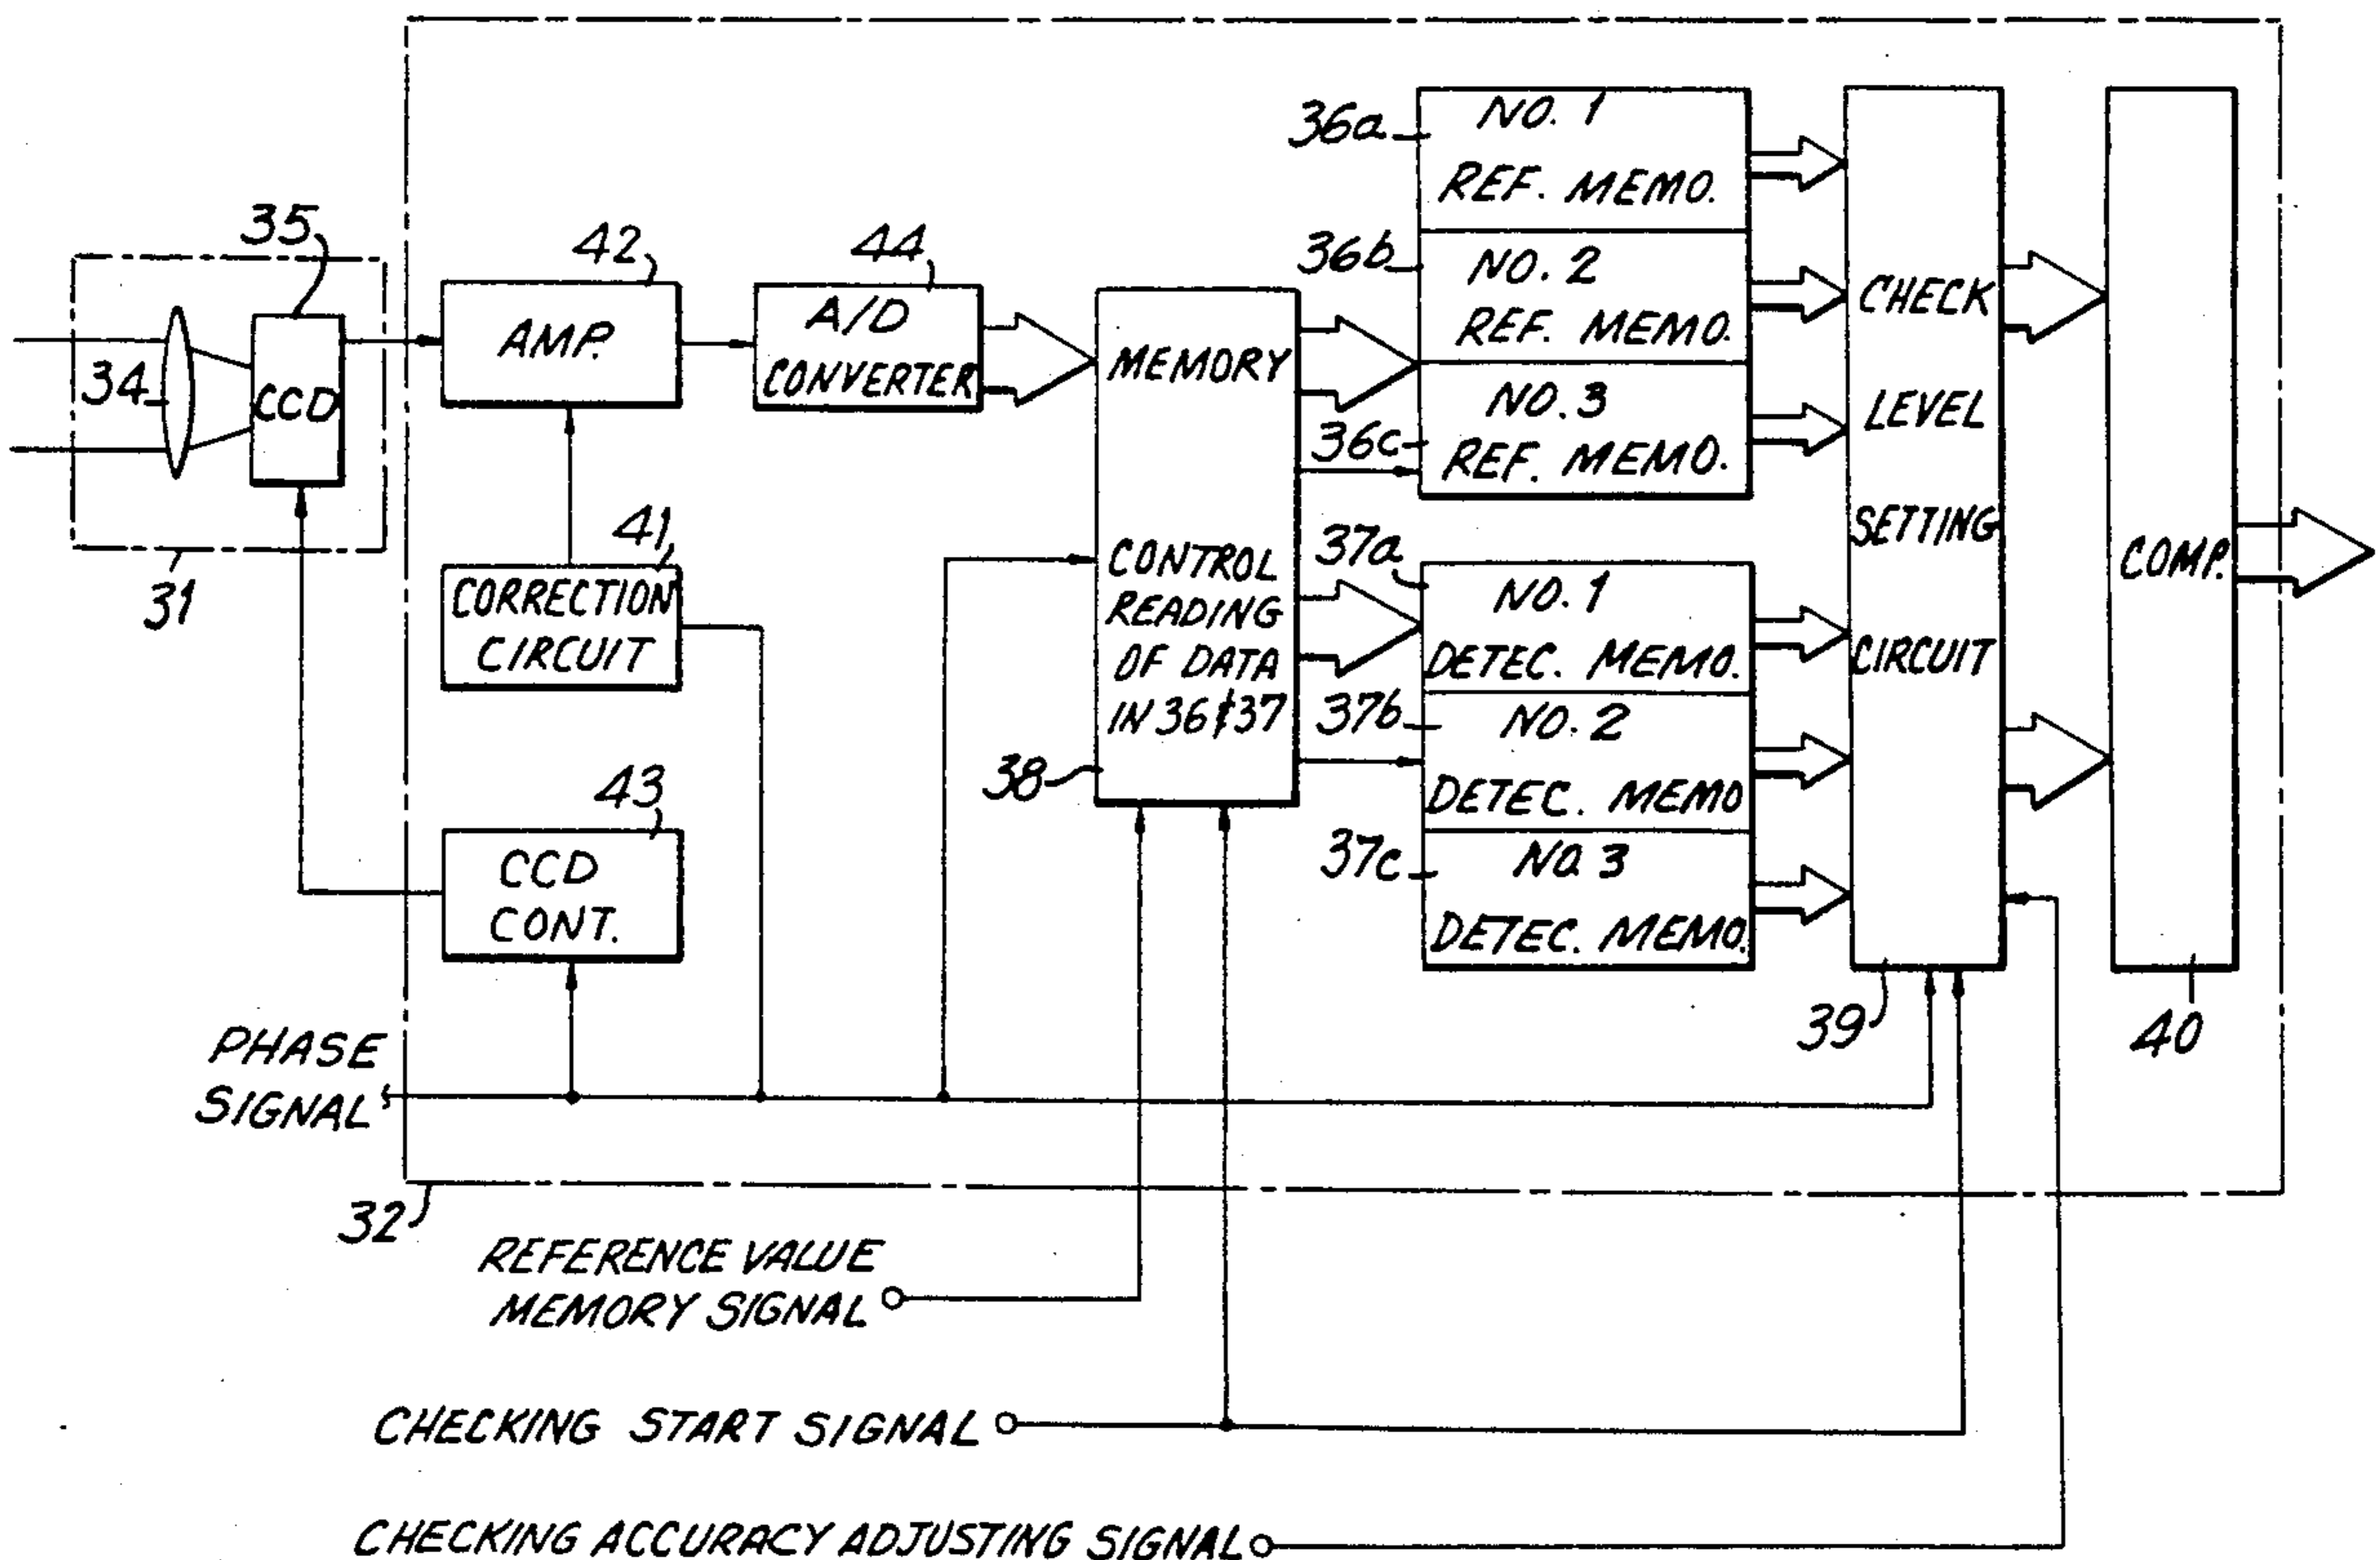 35
34
CCD
31
42
AMP.
44
A/D
CONVERTER
41
CORRECTION
CIRCUIT
43
CCD
CONT.
PHASE
SIGNAL
32
MEMORY
CONTROL
READING
OF DATA
IN 36 & 37
38
36a
NO. 1
REF. MEMO.
36b
NO. 2
REF. MEMO.
36c
NO. 3
REF. MEMO.
37a
NO. 1
DETEC. MEMO.
37b
NO. 2
DETEC. MEMO
37c
NO. 3
DETEC. MEMO.
CHECK
LEVEL
SETTING
CIRCUIT
39
COMP.
40
REFERENCE VALUE
MEMORY SIGNAL
CHECKING START SIGNAL
CHECKING ACCURACY ADJUSTING SIGNAL